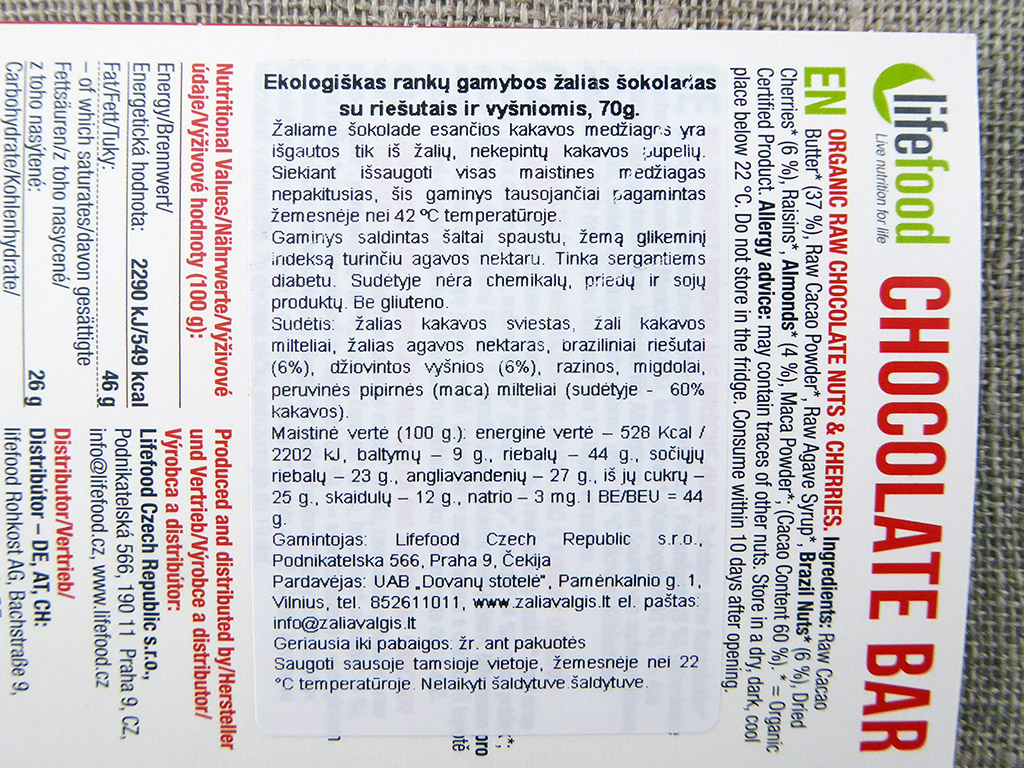 lifefood
Live nutrition for life
CHOCOLATE BAR
EN ORGANIC RAW CHOCOLATE NUTS & CHERRIES. Ingredients: Raw Cacao
Butter* (37 %), Raw Cacao Powder*, Raw Agave Syrup*, Brazil Nuts* (6 %), Dried
Cherries* (6 %), Raisins*, Almonds* (4 %), Maca Powder*, (Cacao Content 60 %) * = Organic
Certified Product. Allergy advice: may contain traces of other nuts. Store in a dry, dark, cool
place below 22 °C. Do not store in the fridge. Consume within 10 days after opening.
Ekologiškas rankų gamybos žalias šokoladas
su riešutais ir vyšniomis, 70g.
Žaliame šokolade esančios kakavos medžiagos yra
išgautos tik iš žalių, nekepintų kakavos pupelių.
Siekiant išsaugoti visas maistines medžiagas
nepakitusias, šis gaminys tausojančiai pagamintas
žemesnėje nei 42 ºC temperatūroje.
Gaminys saldintas šaltai spaustu, žemą glikeminį
indeksą turinčiu agavos nektaru. Tinka sergantiems
diabetu. Sudėtyje nėra chemikalų, priedų ir sojų
produktų. Be gliuteno.
Sudėtis: žalias kakavos sviestas, žali kakavos
milteliai, žalias agavos nektaras, braziliniai riešutai
(6%), džiovintos vyšnios (6%), razinos, migdolai,
peruvinės pipirnės (maca) milteliai (sudėtyje - 60%
kakavos).
Maistinė vertė (100 g.): energinė vertė – 528 Kcal /
2202 kJ, baltymų – 9 g., riebalų – 44 g., sočiųjų
riebalų – 23 g., angliavandenių – 27 g., iš jų cukrų –
25 g., skaidulų – 12 g., natrio – 3 mg. I BE/BEU = 44
g.
Gamintojas: Lifefood Czech Republic s.r.o.,
Podnikatelská 566, Praha 9, Čekija
Pardavėjas: UAB „Dovanų stotelė", Pamėnkalnio g. 1,
Vilnius, tel. 852611011, www.zaliavalgis.lt el. paštas:
info@zaliavalgis.lt
Geriausia iki pabaigos: žr. ant pakuotės
Saugoti sausoje tamsioje vietoje, žemesnėje nei 22
°C temperatūroje. Nelaikyti šaldytuve.šaldytuve.
Nutritional Values/Nährwerte/Výživové
údaje/Výživové hodnoty (100 g):
Energy/Brennwert/
Energetická hodnota: 2290 kJ/549 kcal
Fat/Fett/Tuky: 46 g
– of which saturates/davon gesättigte
Fettsäuren/z toho nasycené/
z toho nasýtené: 26 g
Carbohydrate/Kohlenhydrate/
Produced and distributed by/Hersteller
und Vertrieb/Výrobce a distributor/
Výrobca a distribútor:
Lifefood Czech Republic s.r.o.,
Podnikatelská 566, 190 11 Praha 9, CZ,
info@lifefood.cz, www.lifefood.cz
Distributor/Vertrieb/
Distribitor – DE, AT, CH:
lifefood Rohkost AG, Bachstraße 9,